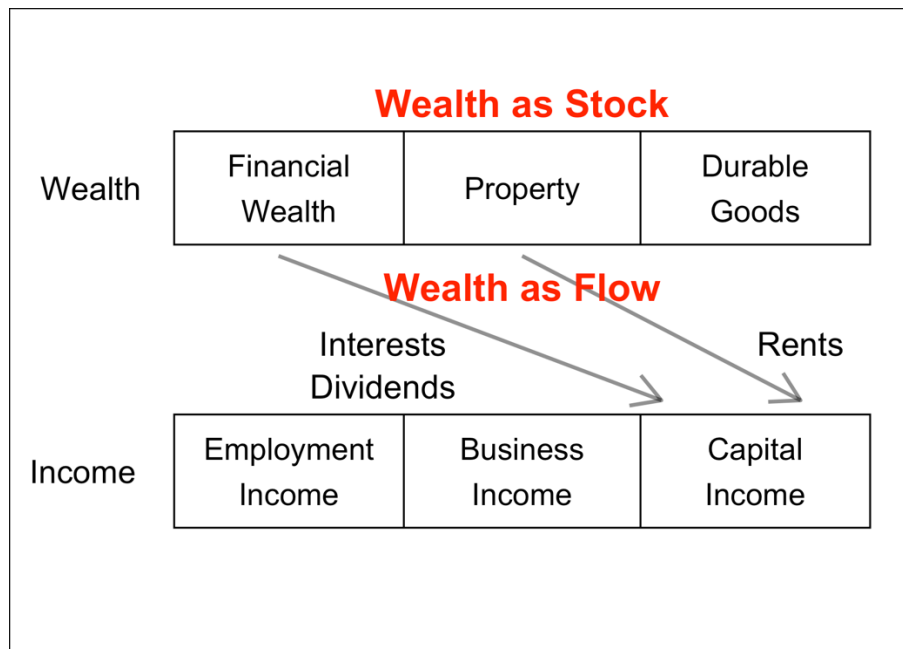 Wealth as Stock
Wealth
Financial
Wealth
Property
Durable
Goods
Wealth as Flow
Interests
Dividends
Rents
Income
Employment
Income
Business
Income
Capital
Income